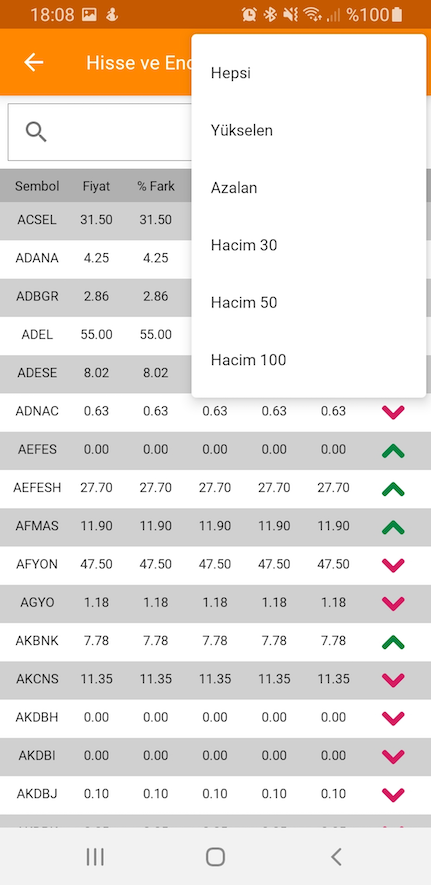 18:08 %100
Hisse ve End
Hepsi
Yükselen
Azalan
Hacim 30
Hacim 50
Hacim 100
Sembol Fiyat % Fark
ACSEL 31.50 31.50
ADANA 4.25 4.25
ADBGR 2.86 2.86
ADEL 55.00 55.00
ADESE 8.02 8.02
ADNAC 0.63 0.63 0.63 0.63 0.63
AEFES 0.00 0.00 0.00 0.00 0.00
AEFESH 27.70 27.70 27.70 27.70 27.70
AFMAS 11.90 11.90 11.90 11.90 11.90
AFYON 47.50 47.50 47.50 47.50 47.50
AGYO 1.18 1.18 1.18 1.18 1.18
AKBNK 7.78 7.78 7.78 7.78 7.78
AKCNS 11.35 11.35 11.35 11.35 11.35
AKDBH 0.00 0.00 0.00 0.00 0.00
AKDBI 0.00 0.00 0.00 0.00 0.00
AKDBJ 0.10 0.10 0.10 0.10 0.10